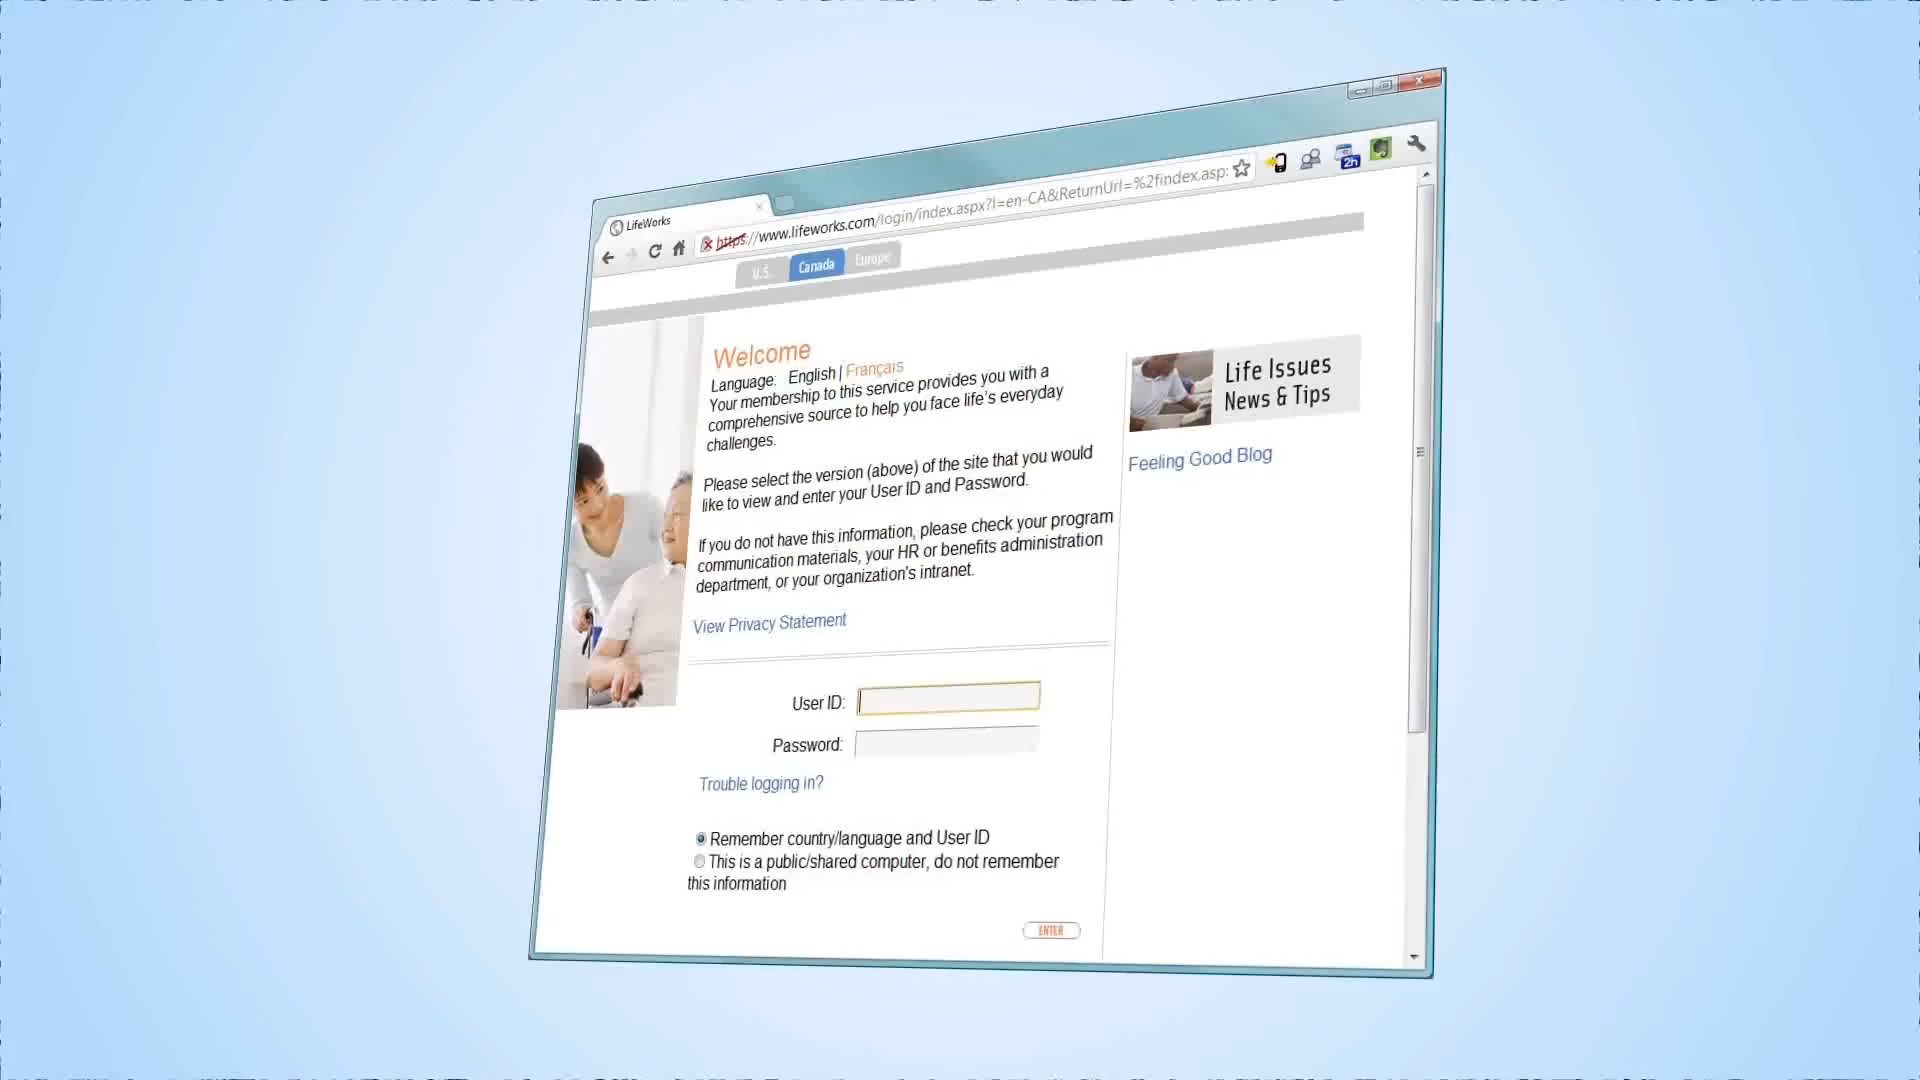 LifeWorks
https://www.lifeworks.com/login/index.aspx?l=en-CA&ReturnUrl=%2findex.asp:
2h
U.S. Canada Europe
Welcome
Language: English | Français
Your membership to this service provides you with a
comprehensive source to help you face life's everyday
challenges.
Please select the version (above) of the site that you would
like to view and enter your User ID and Password.
If you do not have this information, please check your program
communication materials, your HR or benefits administration
department, or your organization's intranet.
View Privacy Statement
User ID:
Password:
Trouble logging in?
Remember country/language and User ID
This is a public/shared computer, do not remember
this information
ENTER
Life Issues
News & Tips
Feeling Good Blog